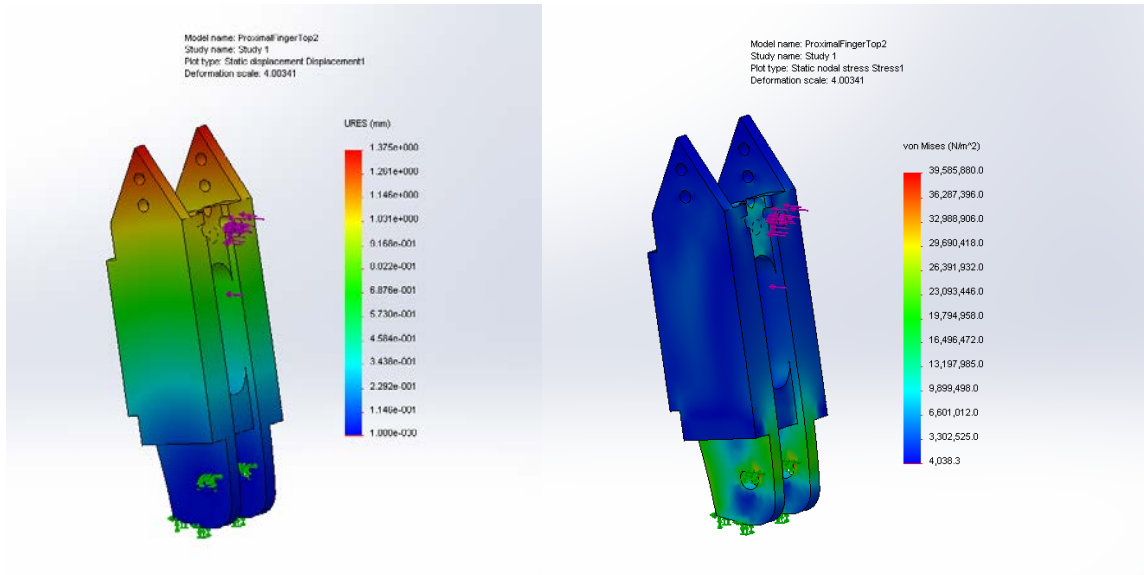 Model name: ProximalFingerTop2
Study name: Study 1
Plot type: Static displacement Displacement1
Deformation scale: 4.00341
URES (mm)
1.375e+000
1.261e+000
1.146e+000
1.031e+000
9.168e-001
8.022e-001
6.876e-001
5.730e-001
4.584e-001
3.438e-001
2.292e-001
1.146e-001
1.000e-030
Model name: ProximalFingerTop2
Study name: Study 1
Plot type: Static nodal stress Stress1
Deformation scale: 4.00341
von Mises (N/m^2)
39,585,880.0
36,287,396.0
32,988,906.0
29,690,418.0
26,391,932.0
23,093,446.0
19,794,958.0
16,496,472.0
13,197,985.0
9,899,498.0
6,601,012.0
3,302,525.0
4,038.3